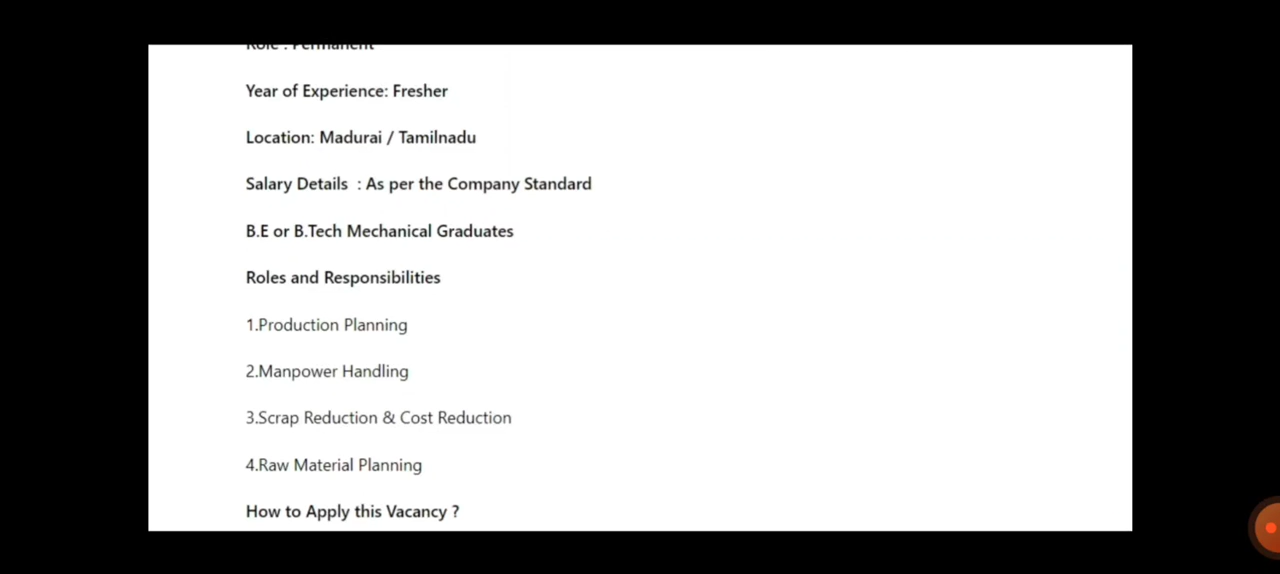 Role : Permanent
Year of Experience: Fresher
Location: Madurai / Tamilnadu
Salary Details  : As per the Company Standard
B.E or B.Tech Mechanical Graduates
Roles and Responsibilities
1.Production Planning
2.Manpower Handling
3.Scrap Reduction & Cost Reduction
4.Raw Material Planning
How to Apply this Vacancy ?